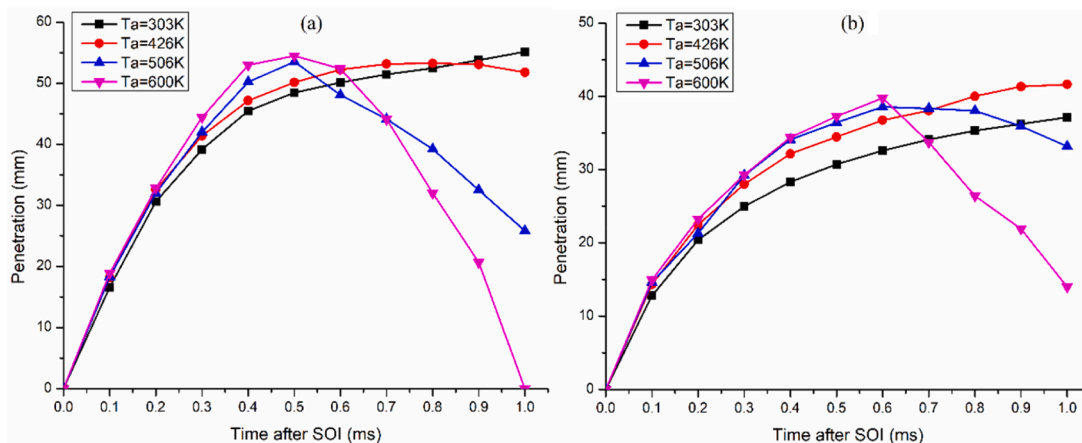 (a)
Ta=303K
Ta=426K
Ta=506K
Ta=600K
Penetration (mm)
60
50
40
30
20
10
0
0.0 0.1 0.2 0.3 0.4 0.5 0.6 0.7 0.8 0.9 1.0
Time after SOI (ms)
(b)
Ta=303K
Ta=426K
Ta=506K
Ta=600K
Penetration (mm)
50
40
30
20
10
0
0.0 0.1 0.2 0.3 0.4 0.5 0.6 0.7 0.8 0.9 1.0
Time after SOI (ms)